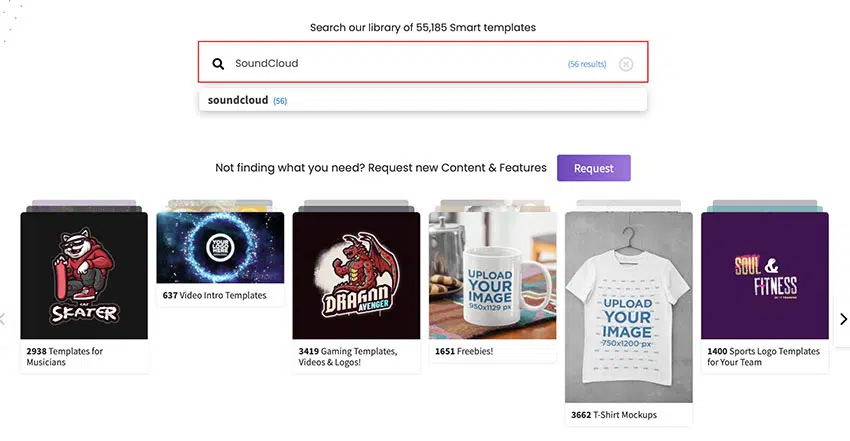 Search our library of 55,185 Smart templates
SoundCloud
(56 results)
soundcloud (56)
Not finding what you need? Request new Content & Features
Request
SKATER
2938 Templates for
Musicians
YOUR
LOGO
HERE
637 Video Intro Templates
DRAGON
AVENGER
3419 Gaming Templates,
Videos & Logos!
UPLOAD
YOUR
IMAGE
950x1129 px
1651 Freebies!
UPLOAD
YOUR
IMAGE
750x1200 px
3662 T-Shirt Mockups
SOUL &
FITNESS
1400 Sports Logo Templates
for Your Team